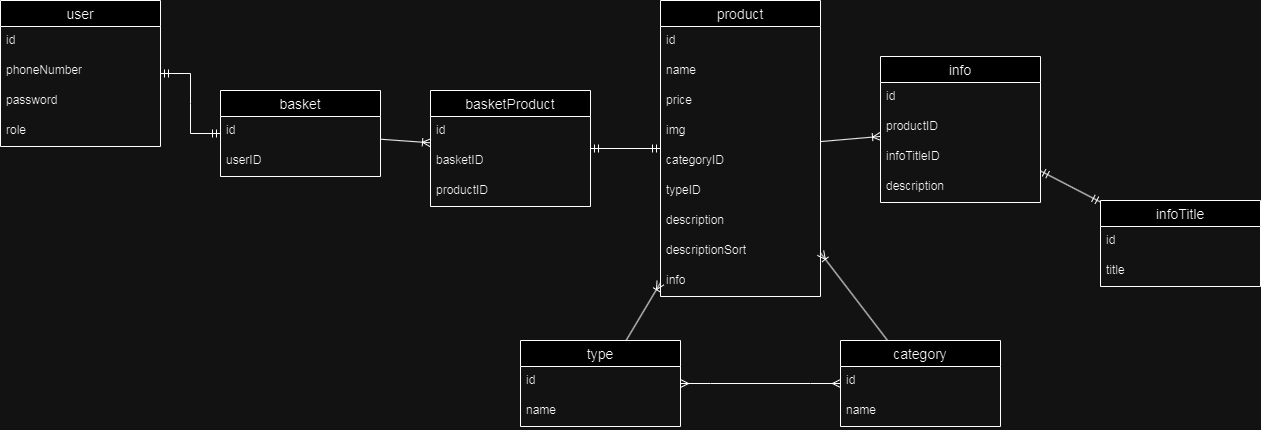 user
id
phoneNumber
password
role
basket
id
userID
basketProduct
id
basketID
productID
product
id
name
price
img
categoryID
typeID
description
descriptionSort
info
info
id
productID
infoTitleID
description
infoTitle
id
title
type
id
name
category
id
name